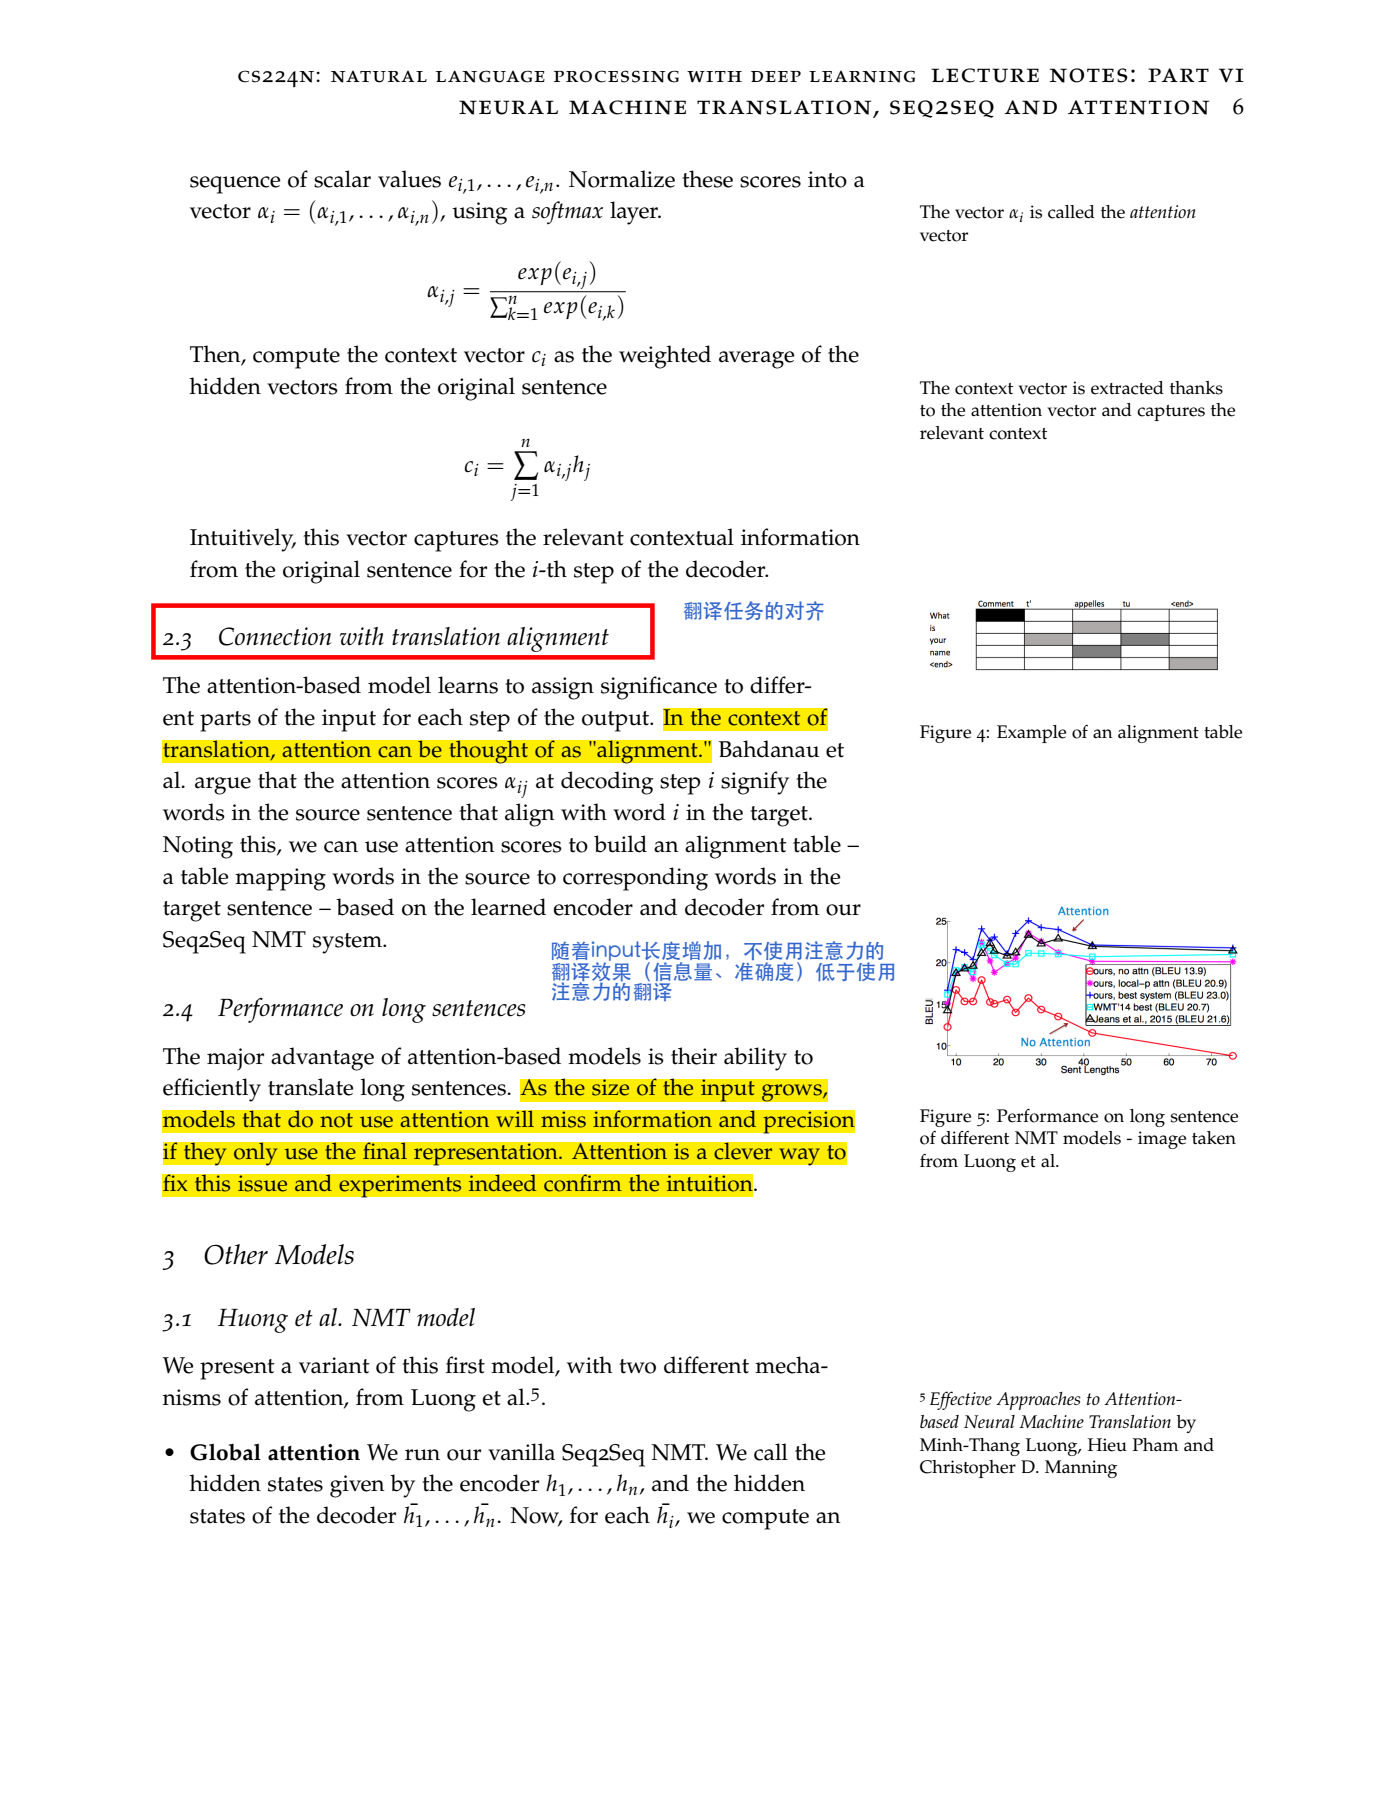 CS224N: NATURAL LANGUAGE PROCESSING WITH DEEP LEARNING LECTURE NOTES: PART VI
NEURAL MACHINE TRANSLATION, SEQ2SEQ AND ATTENTION 6
sequence of scalar values e_{i,1}, . . . , e_{i,n}. Normalize these scores into a
vector α_i = (α_{i,1}, . . . , α_{i,n}), using a softmax layer.
The vector α_i is called the attention
vector
α_{i,j} = exp(e_{i,j}) / ∑_{k=1}^{n} exp(e_{i,k})
Then, compute the context vector c_i as the weighted average of the
hidden vectors from the original sentence
The context vector is extracted thanks
to the attention vector and captures the
relevant context
c_i = ∑_{j=1}^{n} α_{i,j}h_j
Intuitively, this vector captures the relevant contextual information
from the original sentence for the i-th step of the decoder.
2.3 Connection with translation alignment
翻译任务的对齐
Comment t' appelles tu <end>
What
is
your
name
<end>
Figure 4: Example of an alignment table
The attention-based model learns to assign significance to differ-
ent parts of the input for each step of the output. In the context of
translation, attention can be thought of as "alignment." Bahdanau et
al. argue that the attention scores α_{ij} at decoding step i signify the
words in the source sentence that align with word i in the target.
Noting this, we can use attention scores to build an alignment table –
a table mapping words in the source to corresponding words in the
target sentence – based on the learned encoder and decoder from our
Seq2Seq NMT system.
随着input长度增加，不使用注意力的
翻译效果（信息量、准确度）低于使用
注意力的翻译
2.4 Performance on long sentences
The major advantage of attention-based models is their ability to
efficiently translate long sentences. As the size of the input grows,
models that do not use attention will miss information and precision
if they only use the final representation. Attention is a clever way to
fix this issue and experiments indeed confirm the intuition.
Attention
25
20
15
10
BLEU
ours, no attn (BLEU 13.9)
ours, local−p attn (BLEU 20.9)
ours, best system (BLEU 23.0)
WMT'14 best (BLEU 20.7)
Jeans et al., 2015 (BLEU 21.6)
No Attention
10 20 30 40 50 60 70
Sent Lengths
Figure 5: Performance on long sentence
of different NMT models - image taken
from Luong et al.
3 Other Models
3.1 Huong et al. NMT model
We present a variant of this first model, with two different mecha-
nisms of attention, from Luong et al.5.
5 Effective Approaches to Attention-
based Neural Machine Translation by
Minh-Thang Luong, Hieu Pham and
Christopher D. Manning
• Global attention We run our vanilla Seq2Seq NMT. We call the
hidden states given by the encoder h_1, . . . , h_n, and the hidden
states of the decoder h̄_1, . . . , h̄_n. Now, for each h̄_i, we compute an